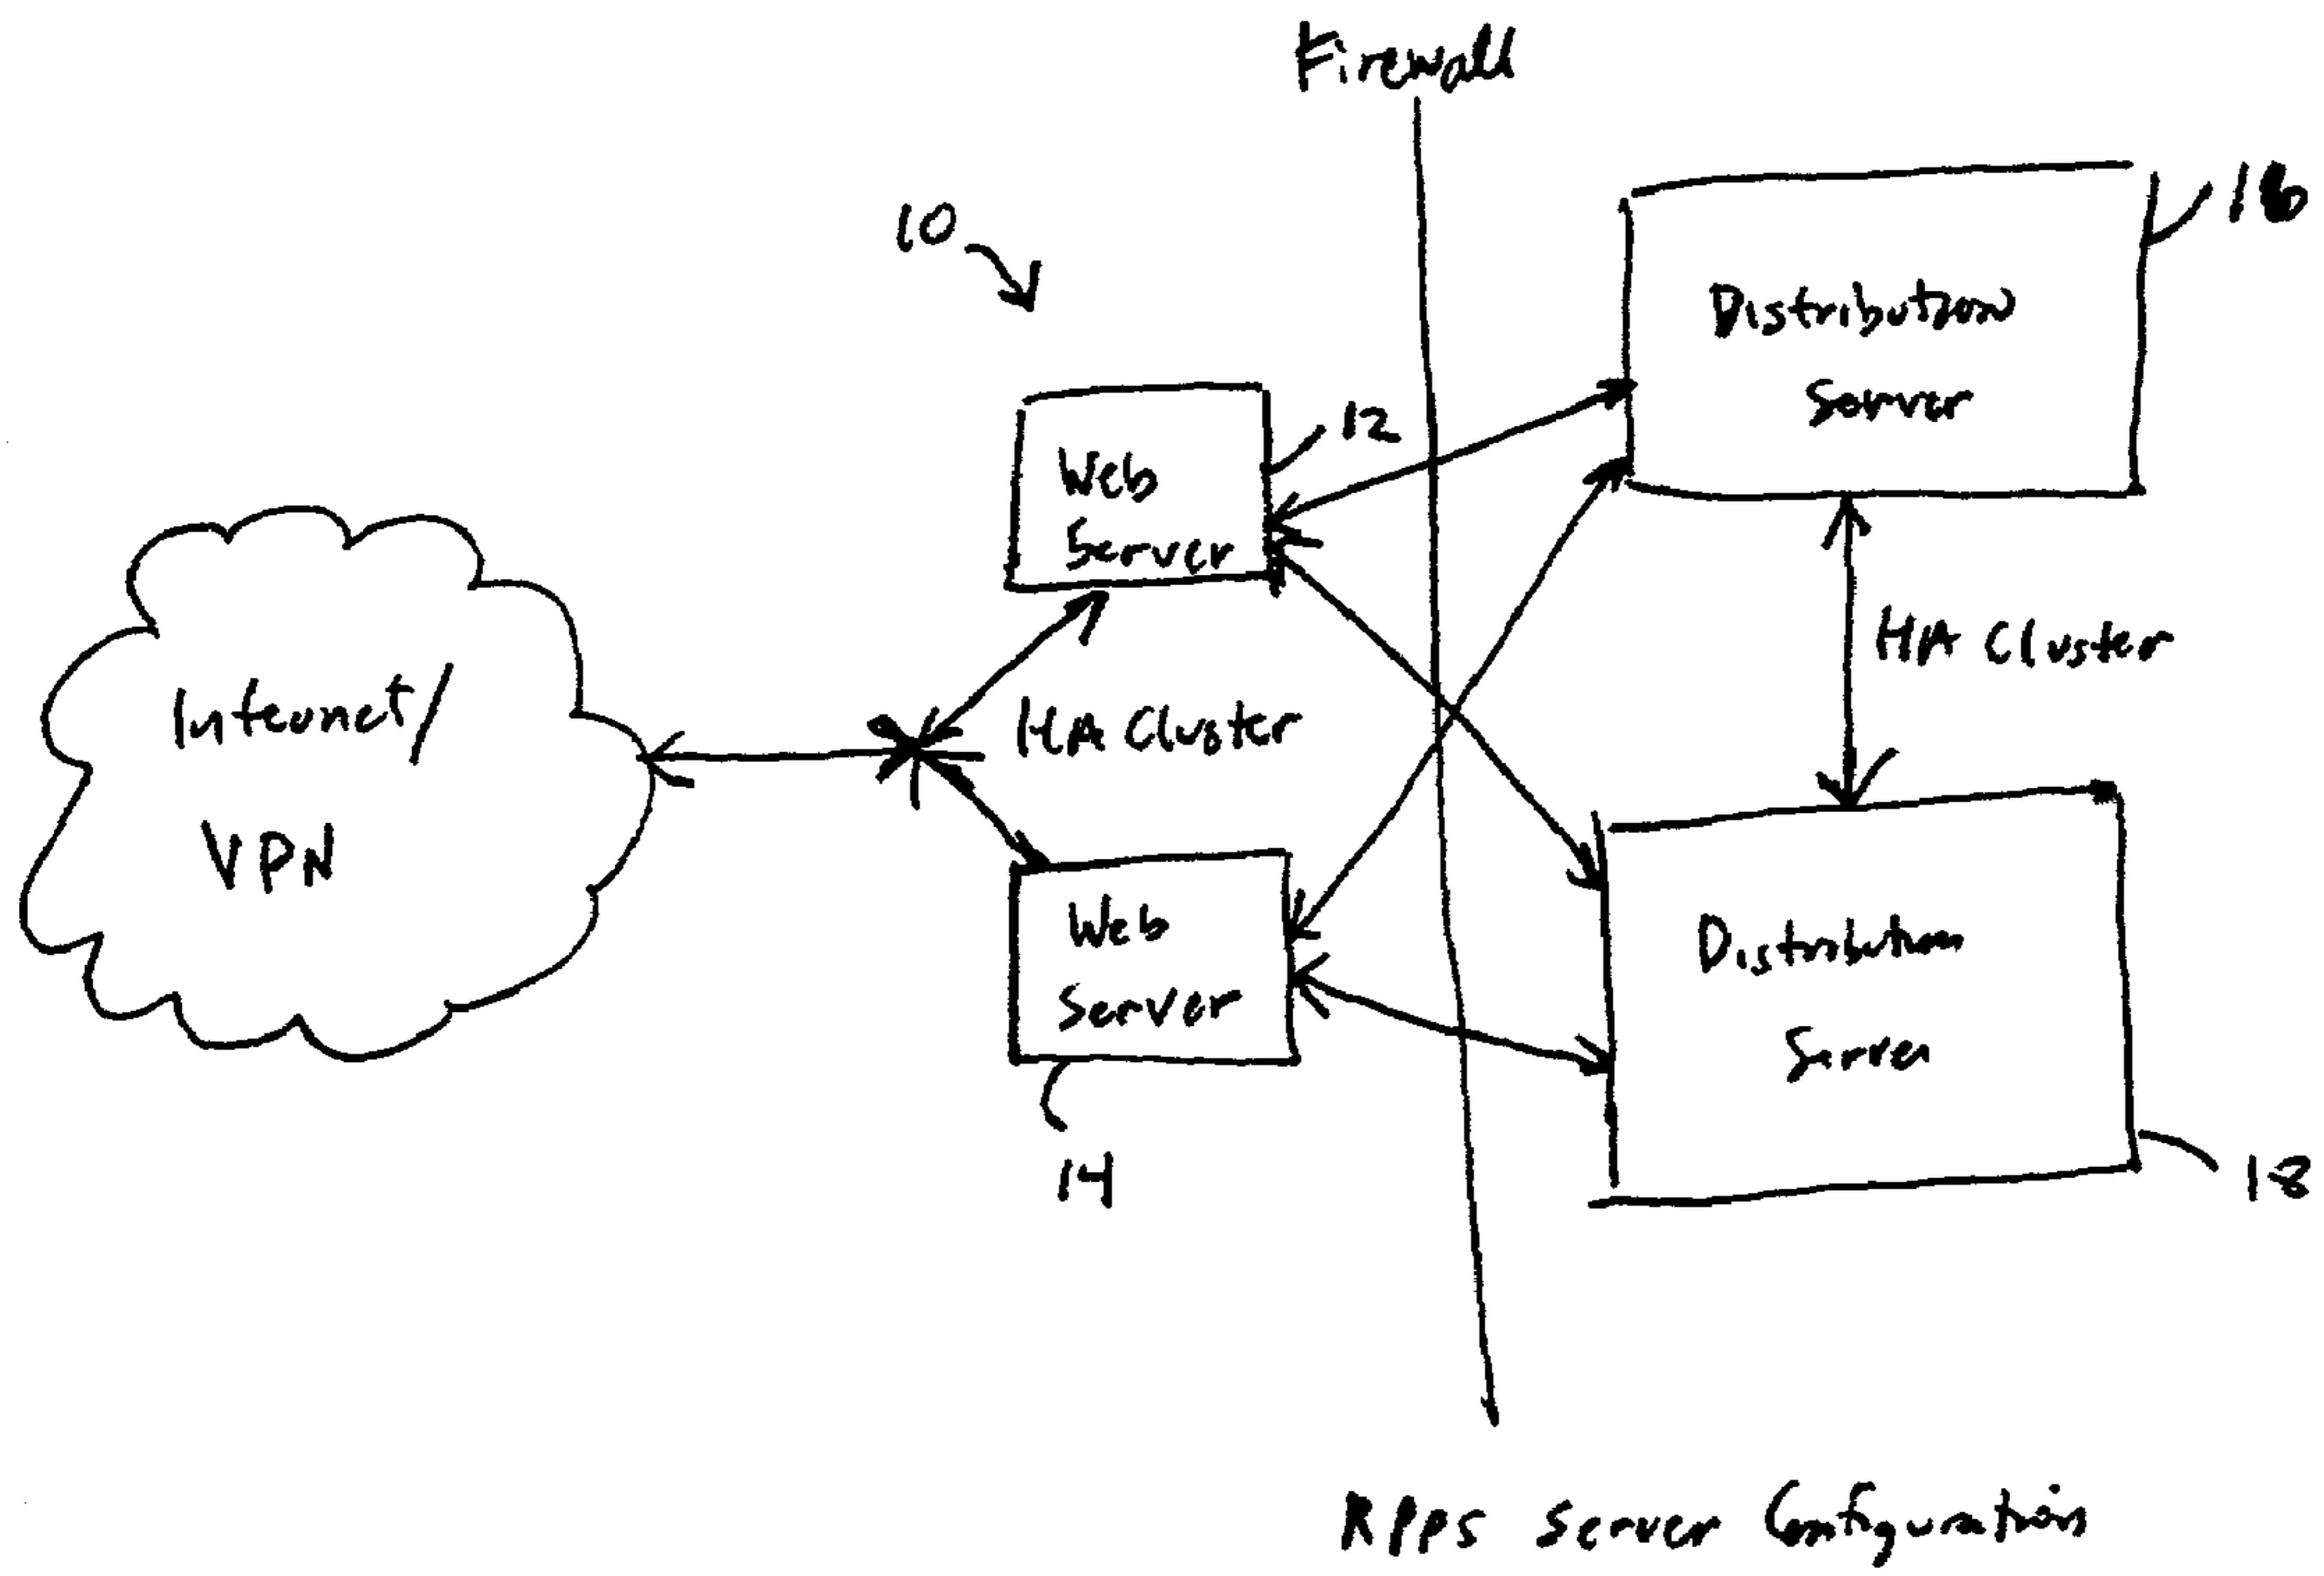 Firewall
10
16
Distribution
Server
12
Web
Server
HA Cluster
Internet/
VPN
HA Cluster
Web
Server
14
Distribution
Server
18
RPPS Server Configuration